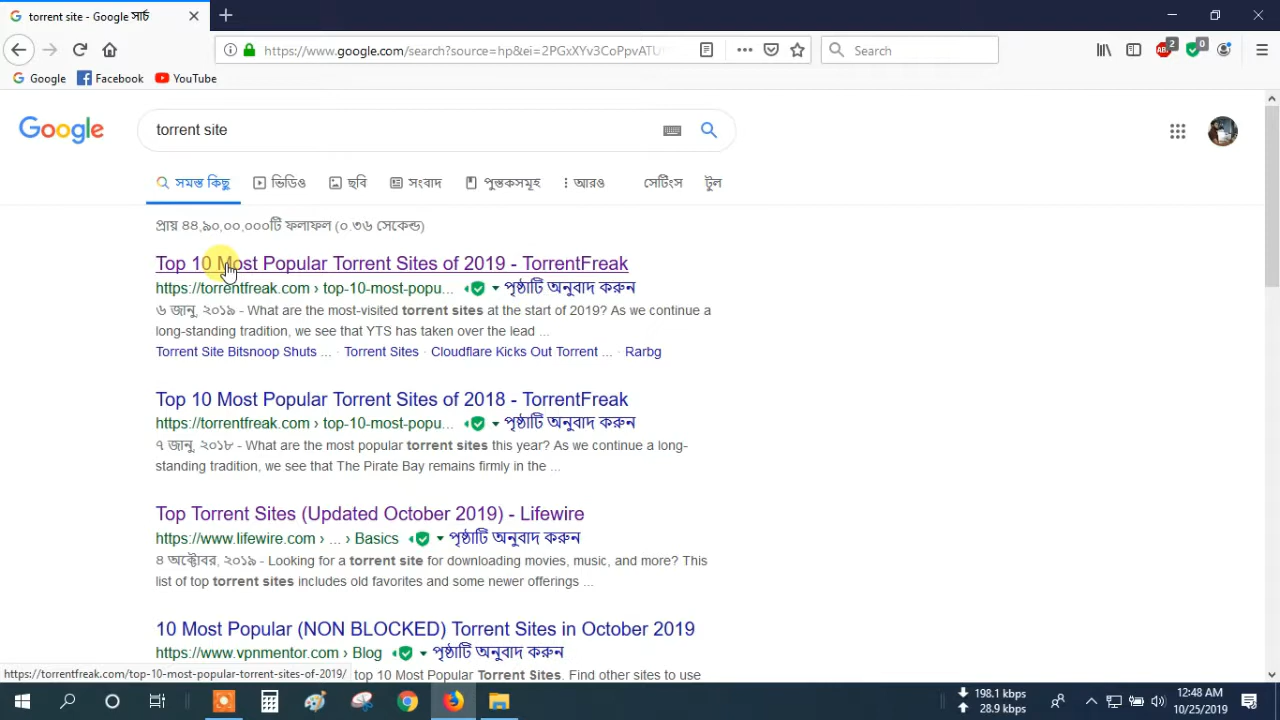 torrent site - Google সার্চ
https://www.google.com/search?source=hp&ei=2PGxXYv3CoPpvATU
Search
2
0
Google Facebook YouTube
Google
torrent site
সমস্ত কিছু ভিডিও ছবি সংবাদ পুস্তকসমূহ আরও সেটিংস টুল
প্রায় ৪৪,৯০,০০,০০০টি ফলাফল (০.৩৬ সেকেন্ড)
Top 10 Most Popular Torrent Sites of 2019 - TorrentFreak
https://torrentfreak.com › top-10-most-popu... পৃষ্ঠাটি অনুবাদ করুন
৬ জানু, ২০১৯ - What are the most-visited torrent sites at the start of 2019? As we continue a
long-standing tradition, we see that YTS has taken over the lead ...
Torrent Site Bitsnoop Shuts ... · Torrent Sites · Cloudflare Kicks Out Torrent ... · Rarbg
Top 10 Most Popular Torrent Sites of 2018 - TorrentFreak
https://torrentfreak.com › top-10-most-popu... পৃষ্ঠাটি অনুবাদ করুন
৭ জানু, ২০১৮ - What are the most popular torrent sites this year? As we continue a long-
standing tradition, we see that The Pirate Bay remains firmly in the ...
Top Torrent Sites (Updated October 2019) - Lifewire
https://www.lifewire.com › ... › Basics পৃষ্ঠাটি অনুবাদ করুন
৪ অক্টোবর, ২০১৯ - Looking for a torrent site for downloading movies, music, and more? This
list of top torrent sites includes old favorites and some newer offerings ...
10 Most Popular (NON BLOCKED) Torrent Sites in October 2019
https://www.vpnmentor.com › Blog পৃষ্ঠাটি অনুবাদ করুন
https://torrentfreak.com/top-10-most-popular-torrent-sites-of-2019/ top 10 Most Popular Torrent Sites. Find other sites to use
198.1 kbps
28.9 kbps
12:48 AM
10/25/2019